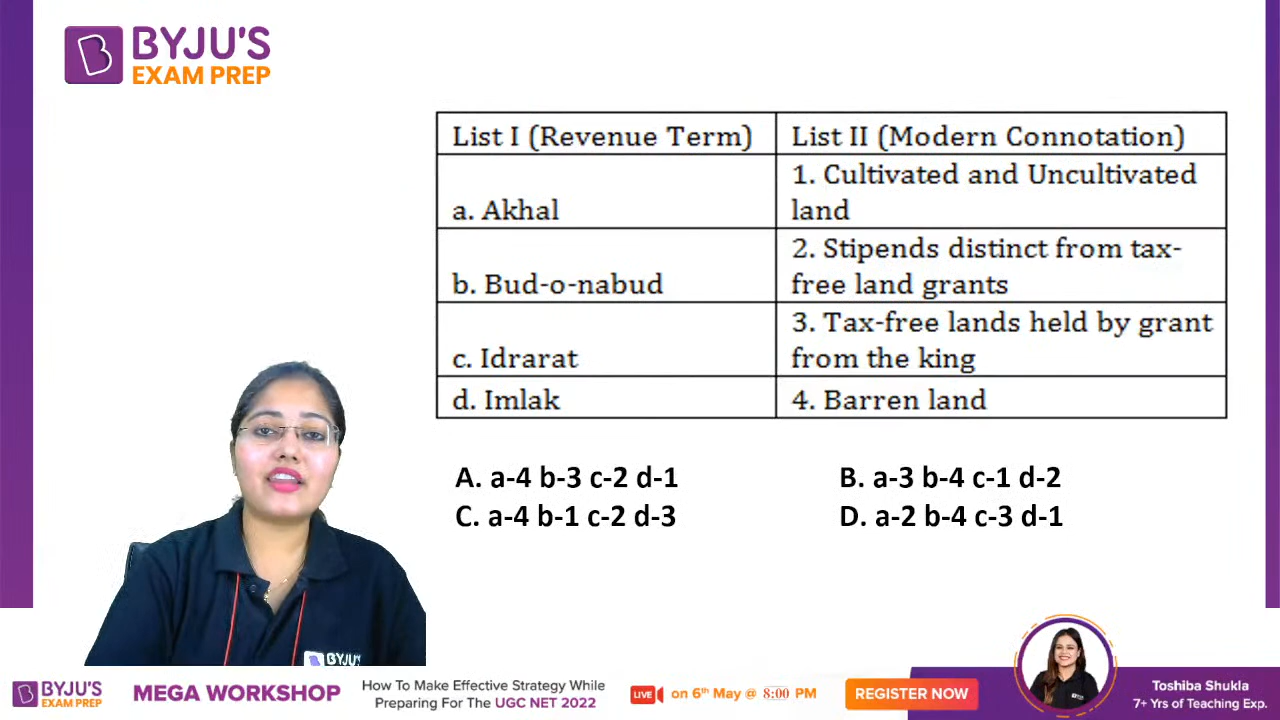 BYJU'S
EXAM PREP
List I (Revenue Term)
List II (Modern Connotation)
a. Akhal
1. Cultivated and Uncultivated
land
b. Bud-o-nabud
2. Stipends distinct from tax-
free land grants
c. Idrarat
3. Tax-free lands held by grant
from the king
d. Imlak
4. Barren land
A. a-4 b-3 c-2 d-1
B. a-3 b-4 c-1 d-2
C. a-4 b-1 c-2 d-3
D. a-2 b-4 c-3 d-1
BYJU'
BYJU'S
EXAM PREP
MEGA WORKSHOP
How To Make Effective Strategy While
Preparing For The UGC NET 2022
LIVE
on 6th May @ 8:00 PM
REGISTER NOW
Toshiba Shukla
7+ Yrs of Teaching Exp.